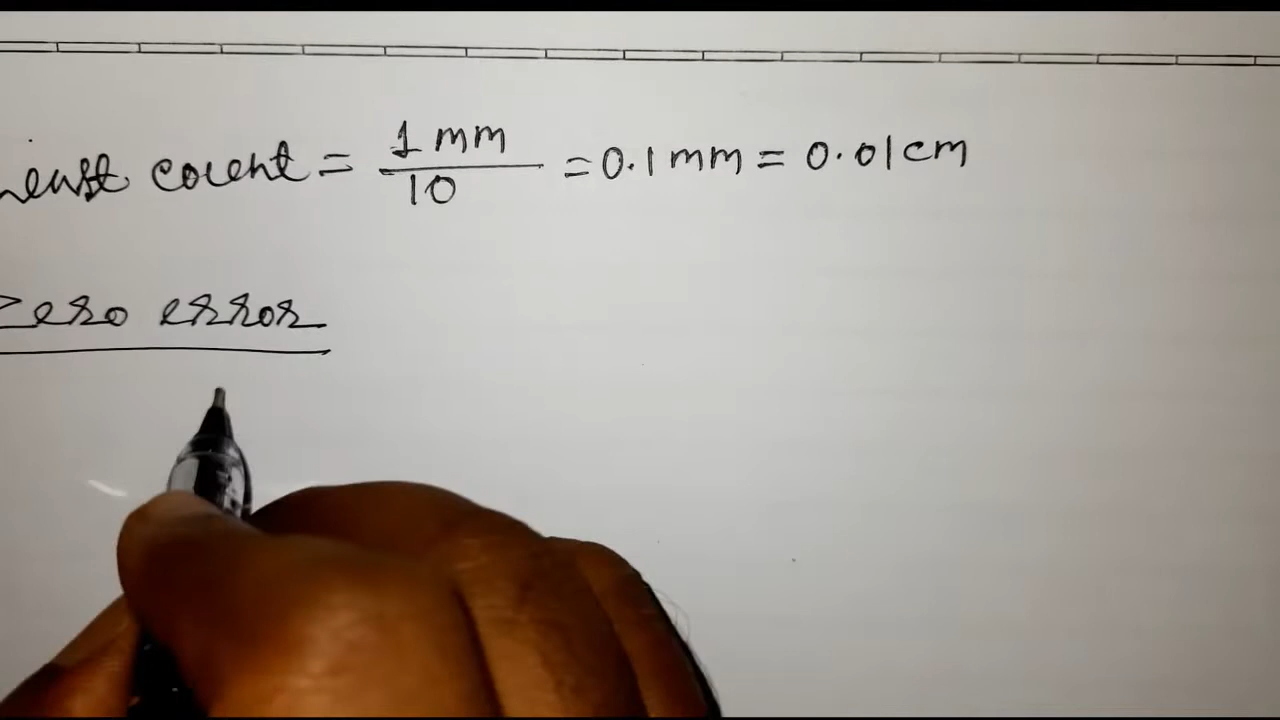 Least count = 1 mm / 10 = 0.1 mm = 0.01 cm
Zero error